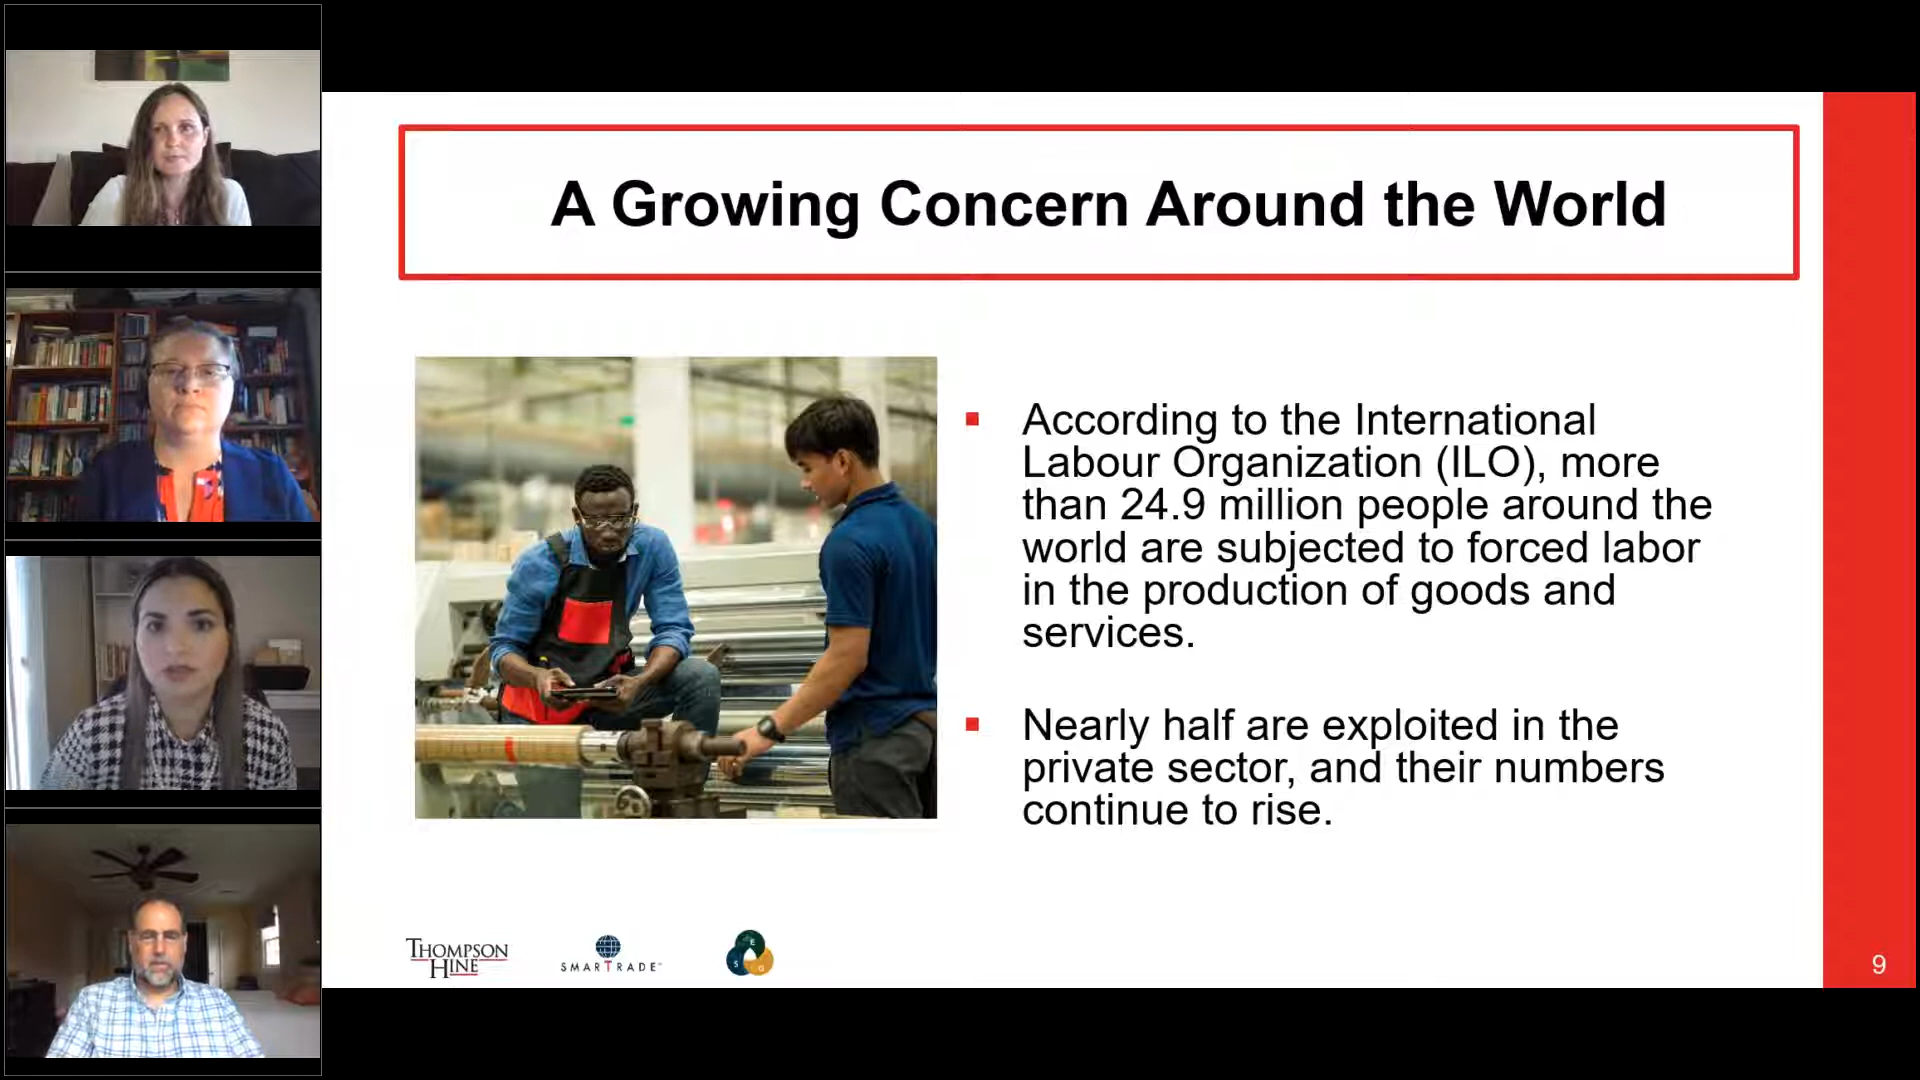 A Growing Concern Around the World
According to the International
Labour Organization (ILO), more
than 24.9 million people around the
world are subjected to forced labor
in the production of goods and
services.
Nearly half are exploited in the
private sector, and their numbers
continue to rise.
THOMPSON
HINE
SMARTRADE
E
S G
9